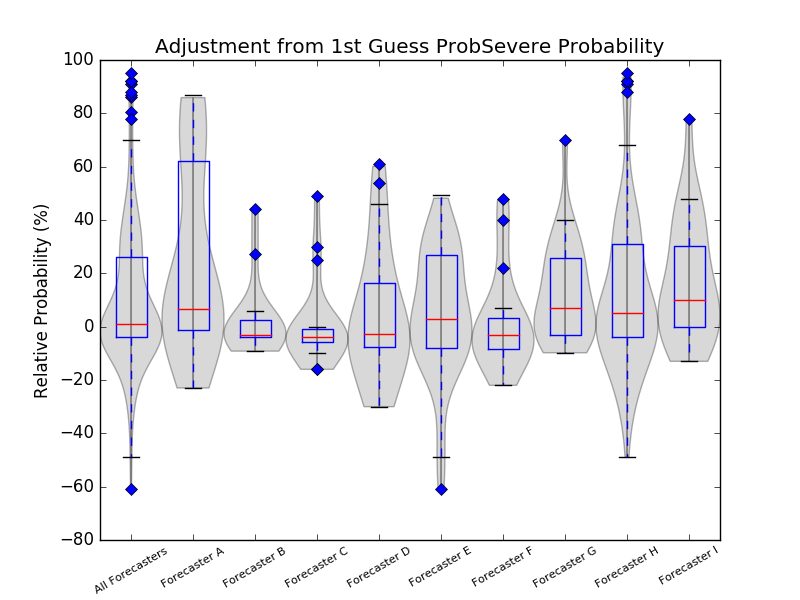 Adjustment from 1st Guess ProbSevere Probability
Relative Probability (%)
100
80
60
40
20
0
−20
−40
−60
−80
All Forecasters
Forecaster A
Forecaster B
Forecaster C
Forecaster D
Forecaster E
Forecaster F
Forecaster G
Forecaster H
Forecaster I